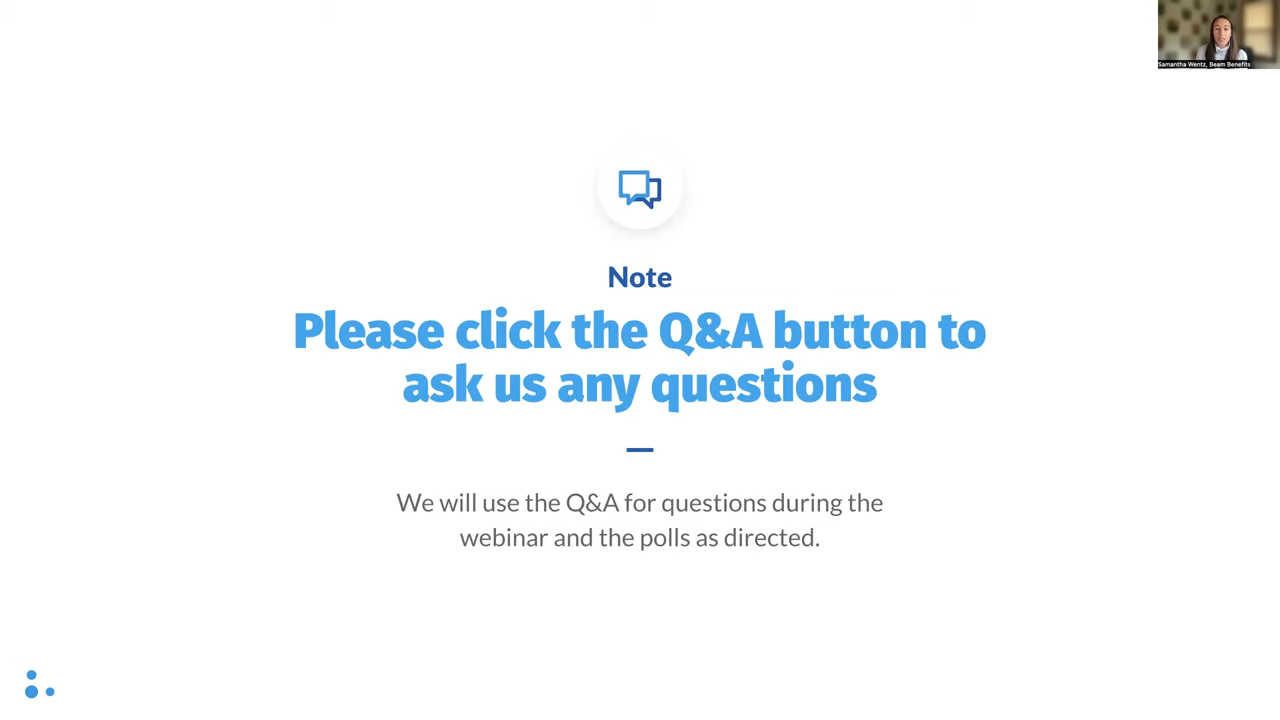 Samantha Wentz, Beam Benefits
Note
Please click the Q&A button to
ask us any questions
We will use the Q&A for questions during the
webinar and the polls as directed.